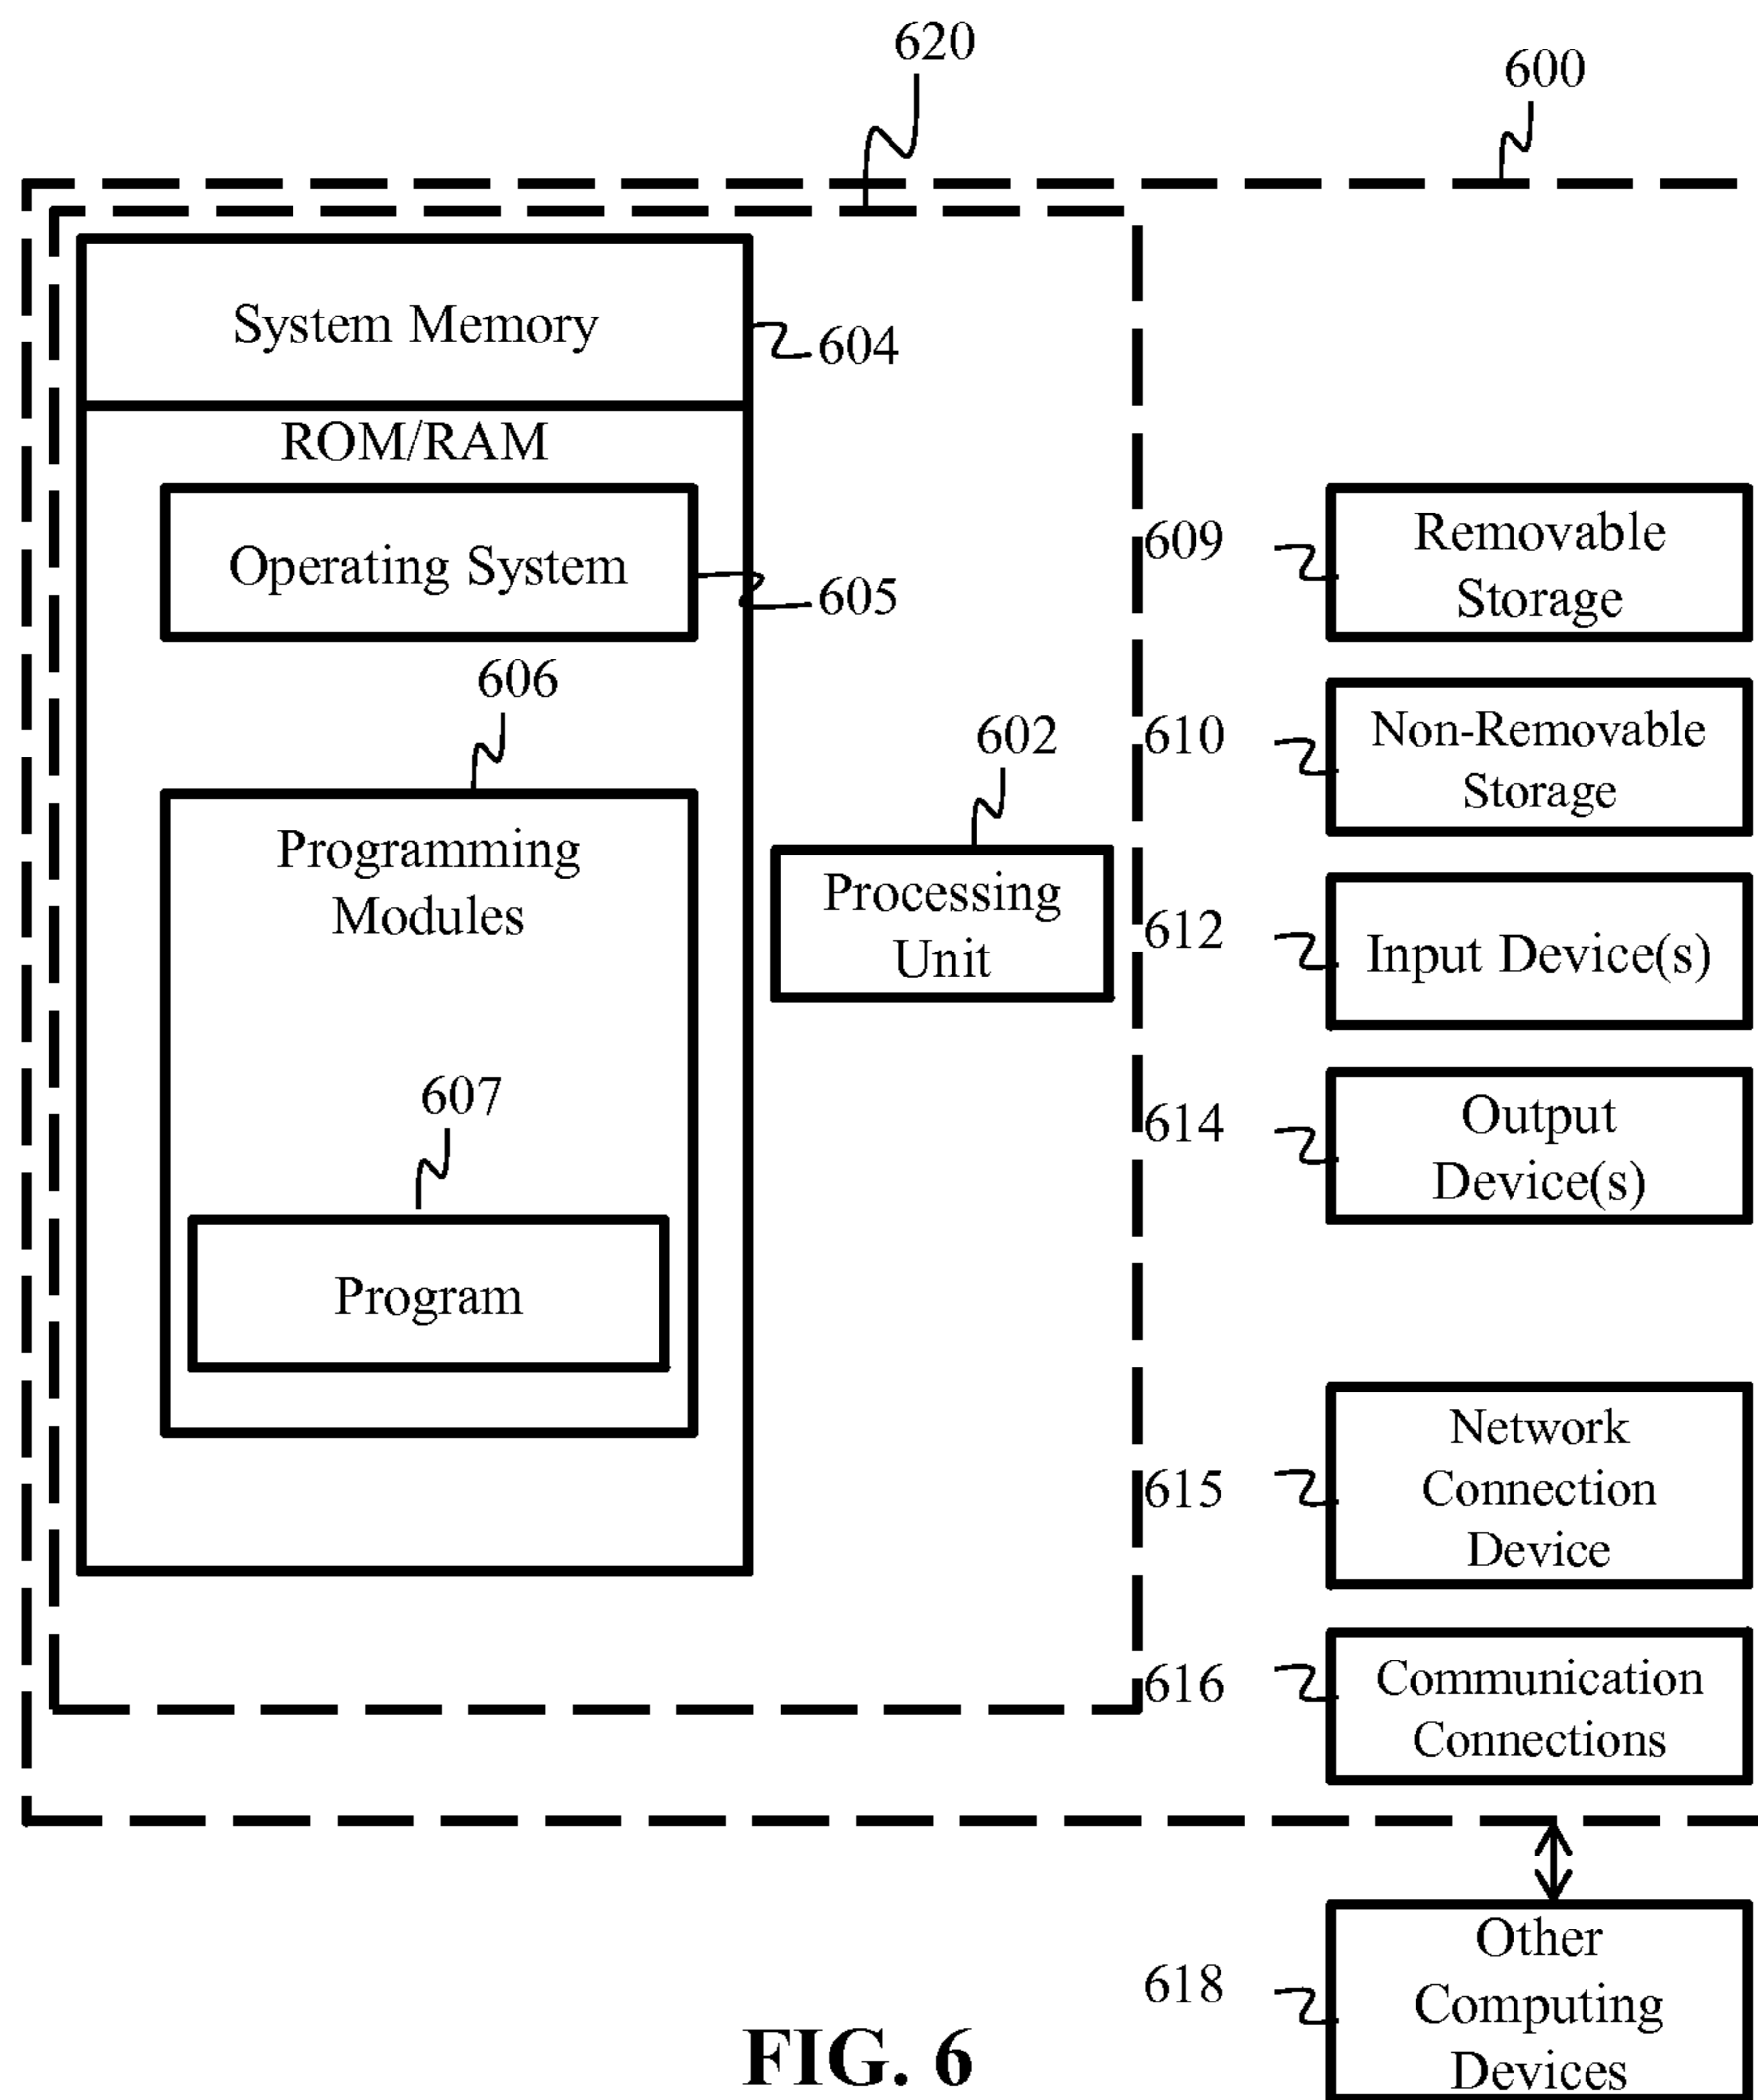 620
600
System Memory
604
ROM/RAM
Operating System
605
606
Programming
Modules
607
Program
602
Processing
Unit
609
Removable
Storage
610
Non-Removable
Storage
612
Input Device(s)
614
Output
Device(s)
615
Network
Connection
Device
616
Communication
Connections
618
Other
Computing
Devices
FIG. 6